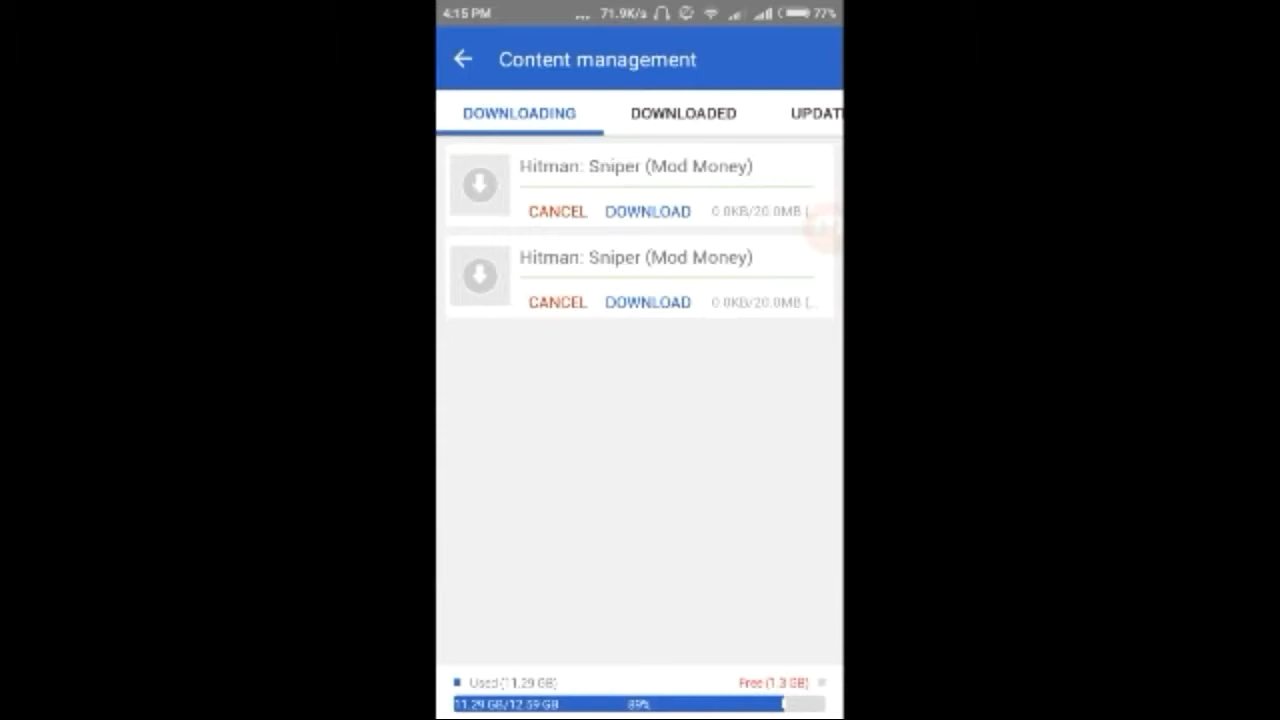 4:15 PM ... 71.9K/s 77%
Content management
DOWNLOADING DOWNLOADED UPDAT
Hitman: Sniper (Mod Money)
CANCEL DOWNLOAD 0.0KB/20.0MB (
Hitman: Sniper (Mod Money)
CANCEL DOWNLOAD 0.0KB/20.0MB (..
Used (11.29 GB) Free (1.3 GB)
11.29 GB/12.59 GB 89%